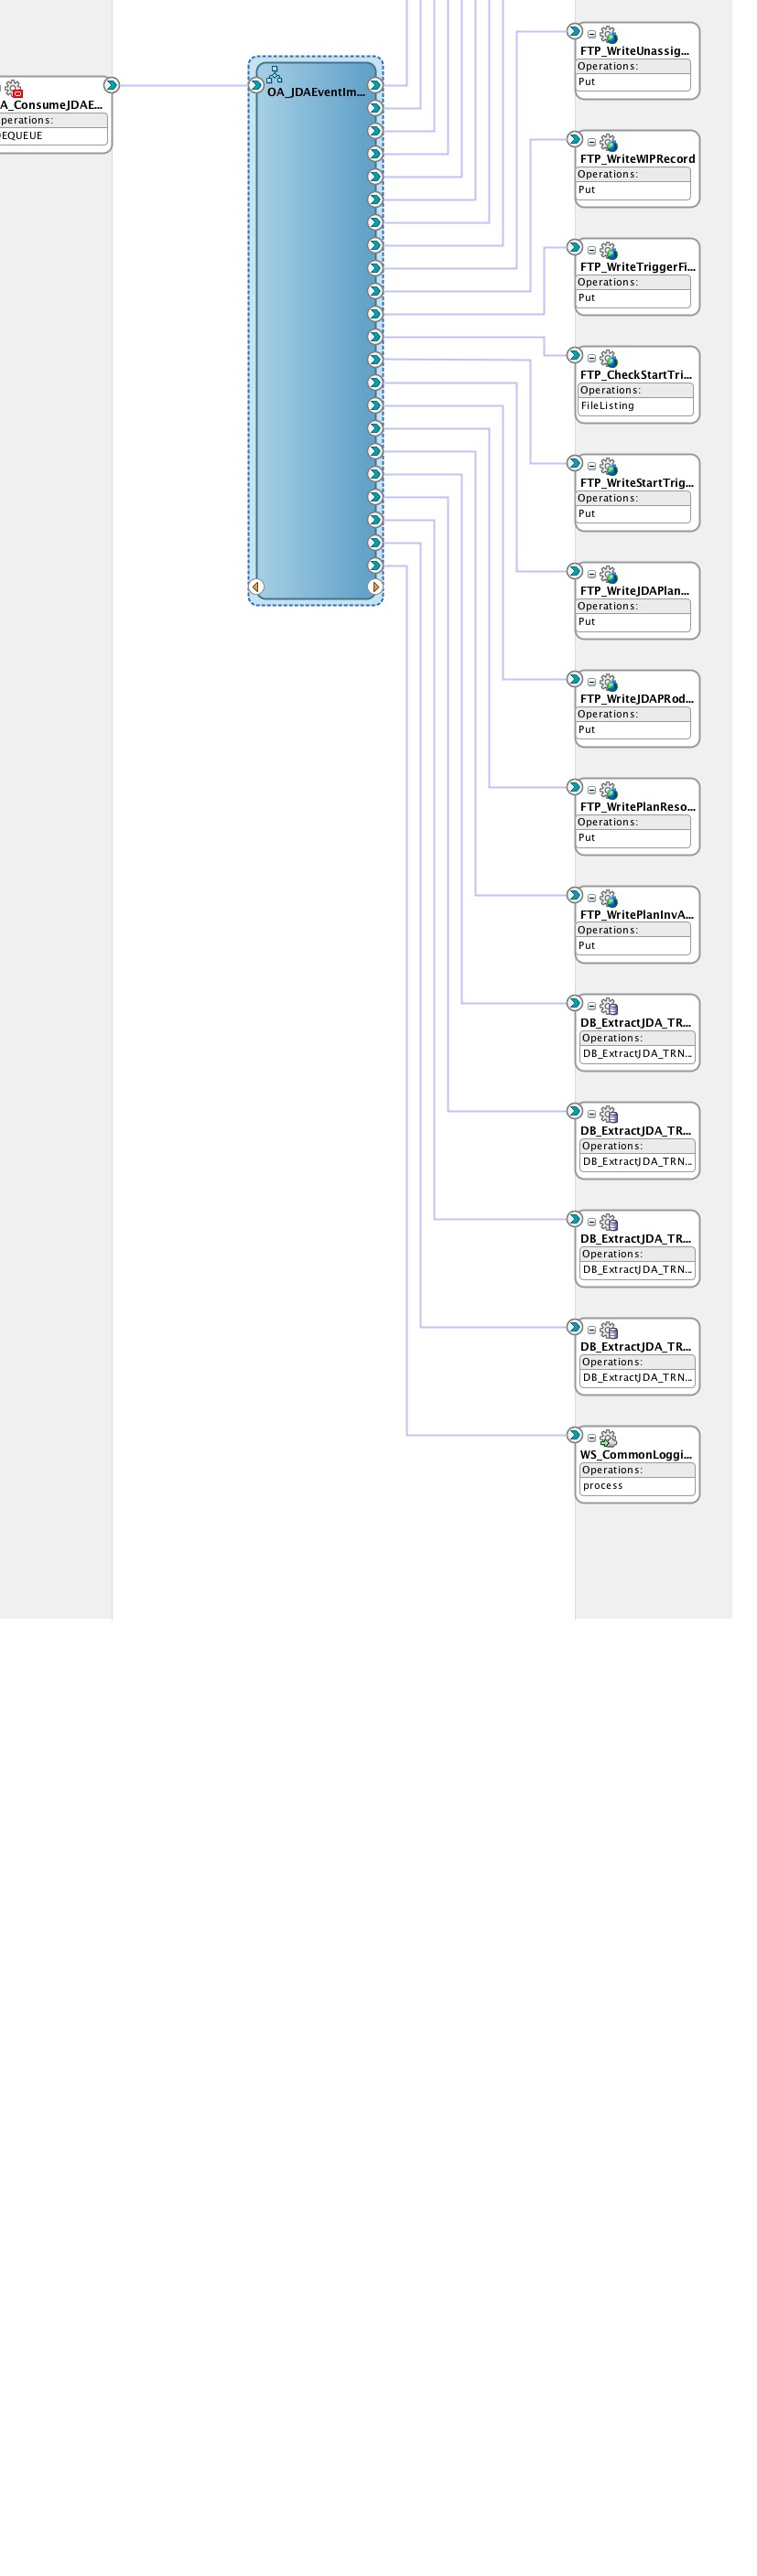 A_ConsumeJDAE...
perations:
DEQUEUE
OA_JDAEventIm...
FTP_WriteUnassig...
Operations:
Put
FTP_WriteWIPRecord
Operations:
Put
FTP_WriteTriggerFi...
Operations:
Put
FTP_CheckStartTri...
Operations:
FileListing
FTP_WriteStartTrig...
Operations:
Put
FTP_WriteJDAPlan...
Operations:
Put
FTP_WriteJDAPRod...
Operations:
Put
FTP_WritePlanReso...
Operations:
Put
FTP_WritePlanInvA...
Operations:
Put
DB_ExtractJDA_TR...
Operations:
DB_ExtractJDA_TRN...
DB_ExtractJDA_TR...
Operations:
DB_ExtractJDA_TRN...
DB_ExtractJDA_TR...
Operations:
DB_ExtractJDA_TRN...
DB_ExtractJDA_TR...
Operations:
DB_ExtractJDA_TRN...
WS_CommonLoggi...
Operations:
process